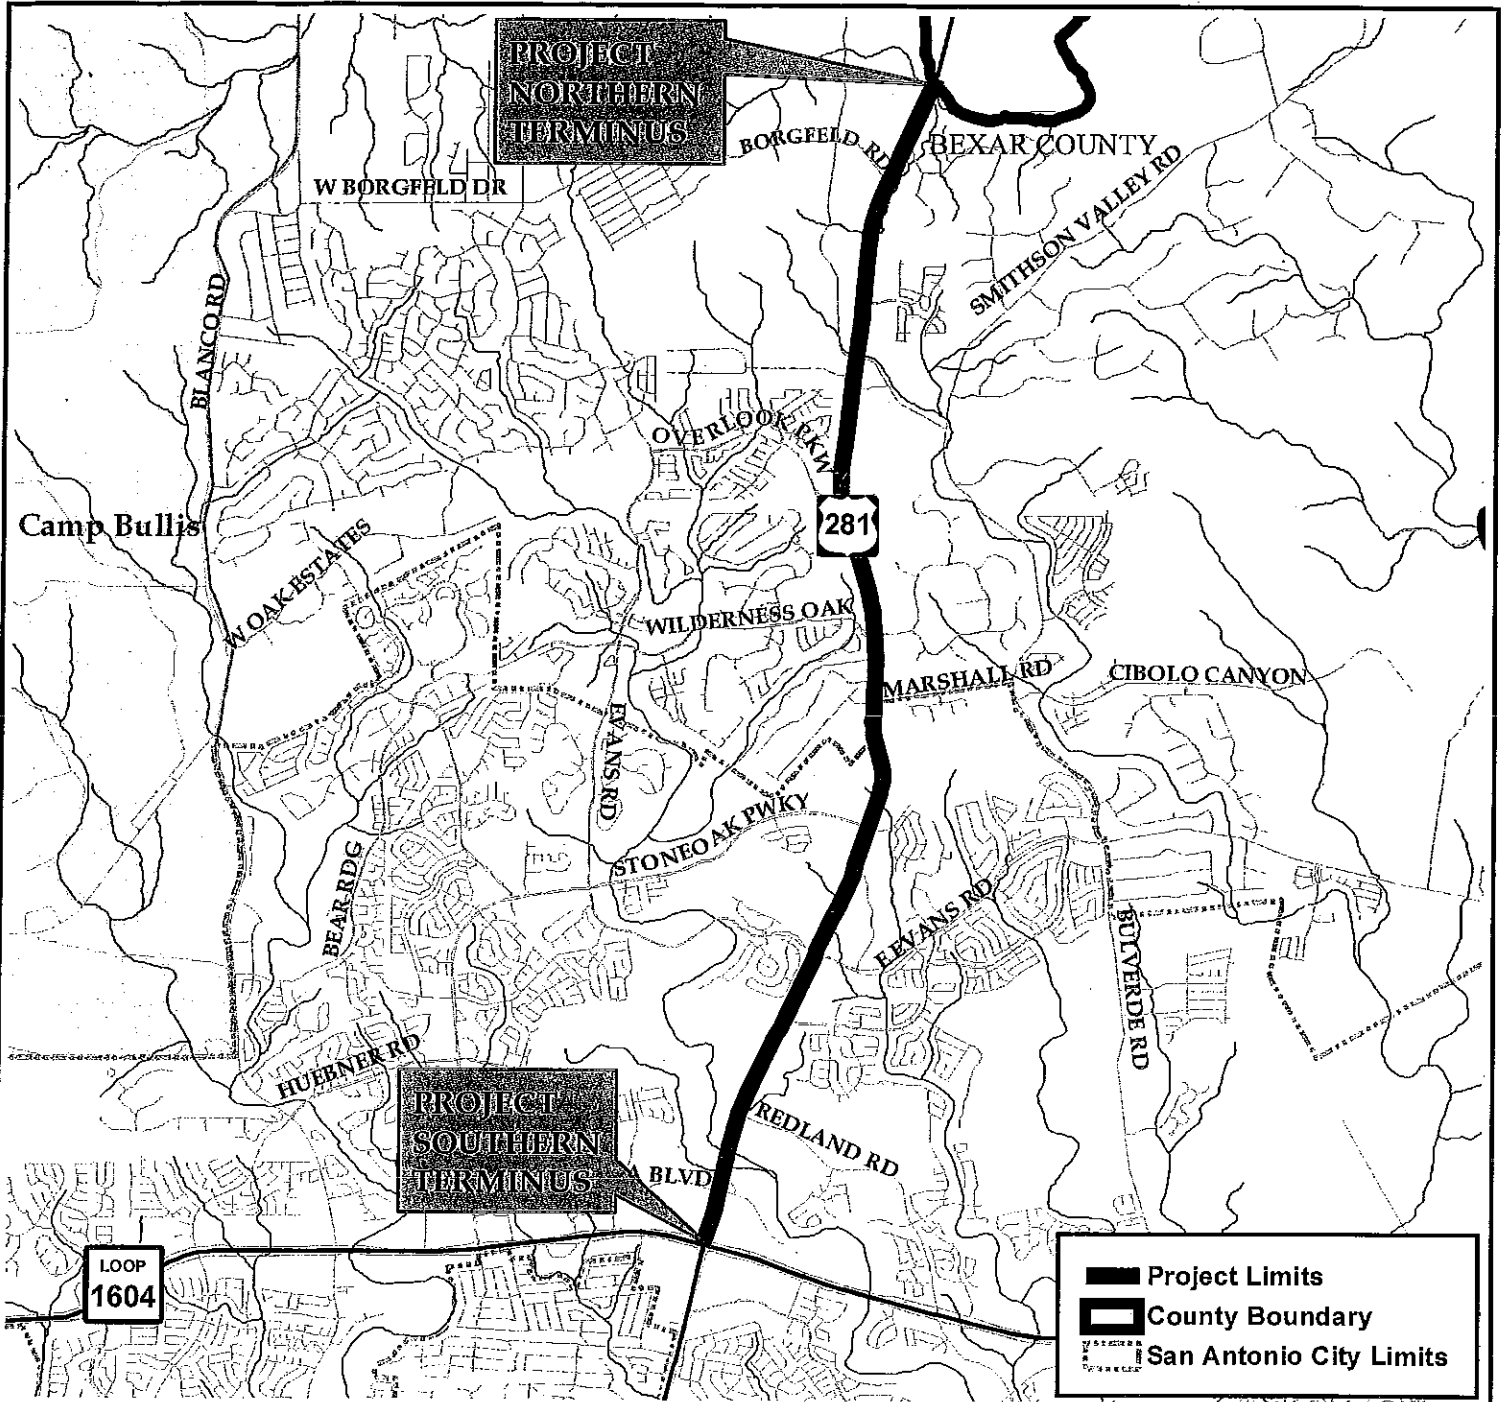 PROJECT
NORTHERN
TERMINUS
BORGFELD RD
BEXAR COUNTY
W BORGFELD DR
SMITHSON VALLEY RD
BLANCO RD
OVERLOOK PKW
281
Camp Bullis
W OAK ESTATES
WILDERNESS OAK
MARSHALL RD
CIBOLO CANYON
EVANS RD
STONEOAK PWKY
BEAR RDG
E EVANS RD
BULVERDE RD
HUEBNER RD
PROJECT
SOUTHERN
TERMINUS
REDLAND RD
A BLVD
LOOP
1604
Project Limits
County Boundary
San Antonio City Limits